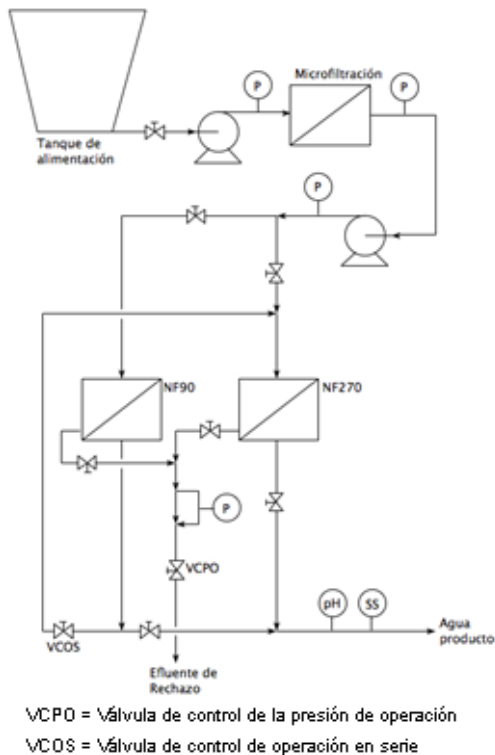 P
Microfiltración
P
Tanque de
alimentación
P
NF90
NF270
P
VCPO
pH
SS
Agua
producto
VCOS
Efluente de
Rechazo
VCPO = Válvula de control de la presión de operación
VCOS = Válvula de control de operación en serie